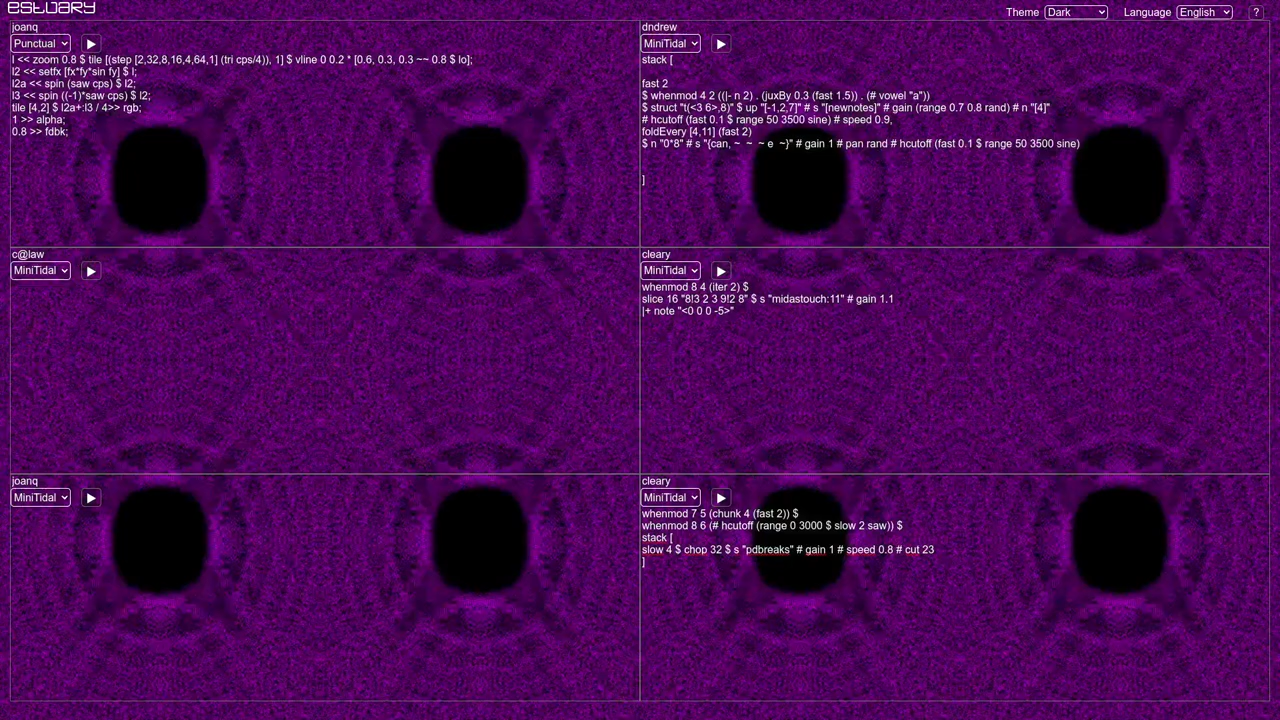 estuary
Theme Dark Language English ?
joanq
Punctual
l << zoom 0.8 $ tile [(step [2,32,8,16,4,64,1] (tri cps/4)), 1] $ vline 0 0.2 * [0.6, 0.3, 0.3 ~~ 0.8 $ lo];
l2 << setfx [fx*fy*sin fy] $ l;
l2a << spin (saw cps) $ l2;
l3 << spin ((-1)*saw cps) $ l2;
tile [4,2] $ l2a+:l3 / 4>> rgb;
1 >> alpha;
0.8 >> fdbk;
dndrew
MiniTidal
stack [
fast 2
$ whenmod 4 2 ((|- n 2) . (juxBy 0.3 (fast 1.5)) . (# vowel "a"))
$ struct "t(<3 6>,8)" $ up "[-1,2,7]" # s "[newnotes]" # gain (range 0.7 0.8 rand) # n "[4]"
# hcutoff (fast 0.1 $ range 50 3500 sine) # speed 0.9,
foldEvery [4,11] (fast 2)
$ n "0*8" # s "{can, ~ ~ ~ e ~}" # gain 1 # pan rand # hcutoff (fast 0.1 $ range 50 3500 sine)
]
c@law
MiniTidal
cleary
MiniTidal
whenmod 8 4 (iter 2) $
slice 16 "8!3 2 3 9!2 8" $ s "midastouch:11" # gain 1.1
|+ note "<0 0 0 -5>"
joanq
MiniTidal
cleary
MiniTidal
whenmod 7 5 (chunk 4 (fast 2)) $
whenmod 8 6 (# hcutoff (range 0 3000 $ slow 2 saw)) $
stack [
slow 4 $ chop 32 $ s "pdbreaks" # gain 1 # speed 0.8 # cut 23
]